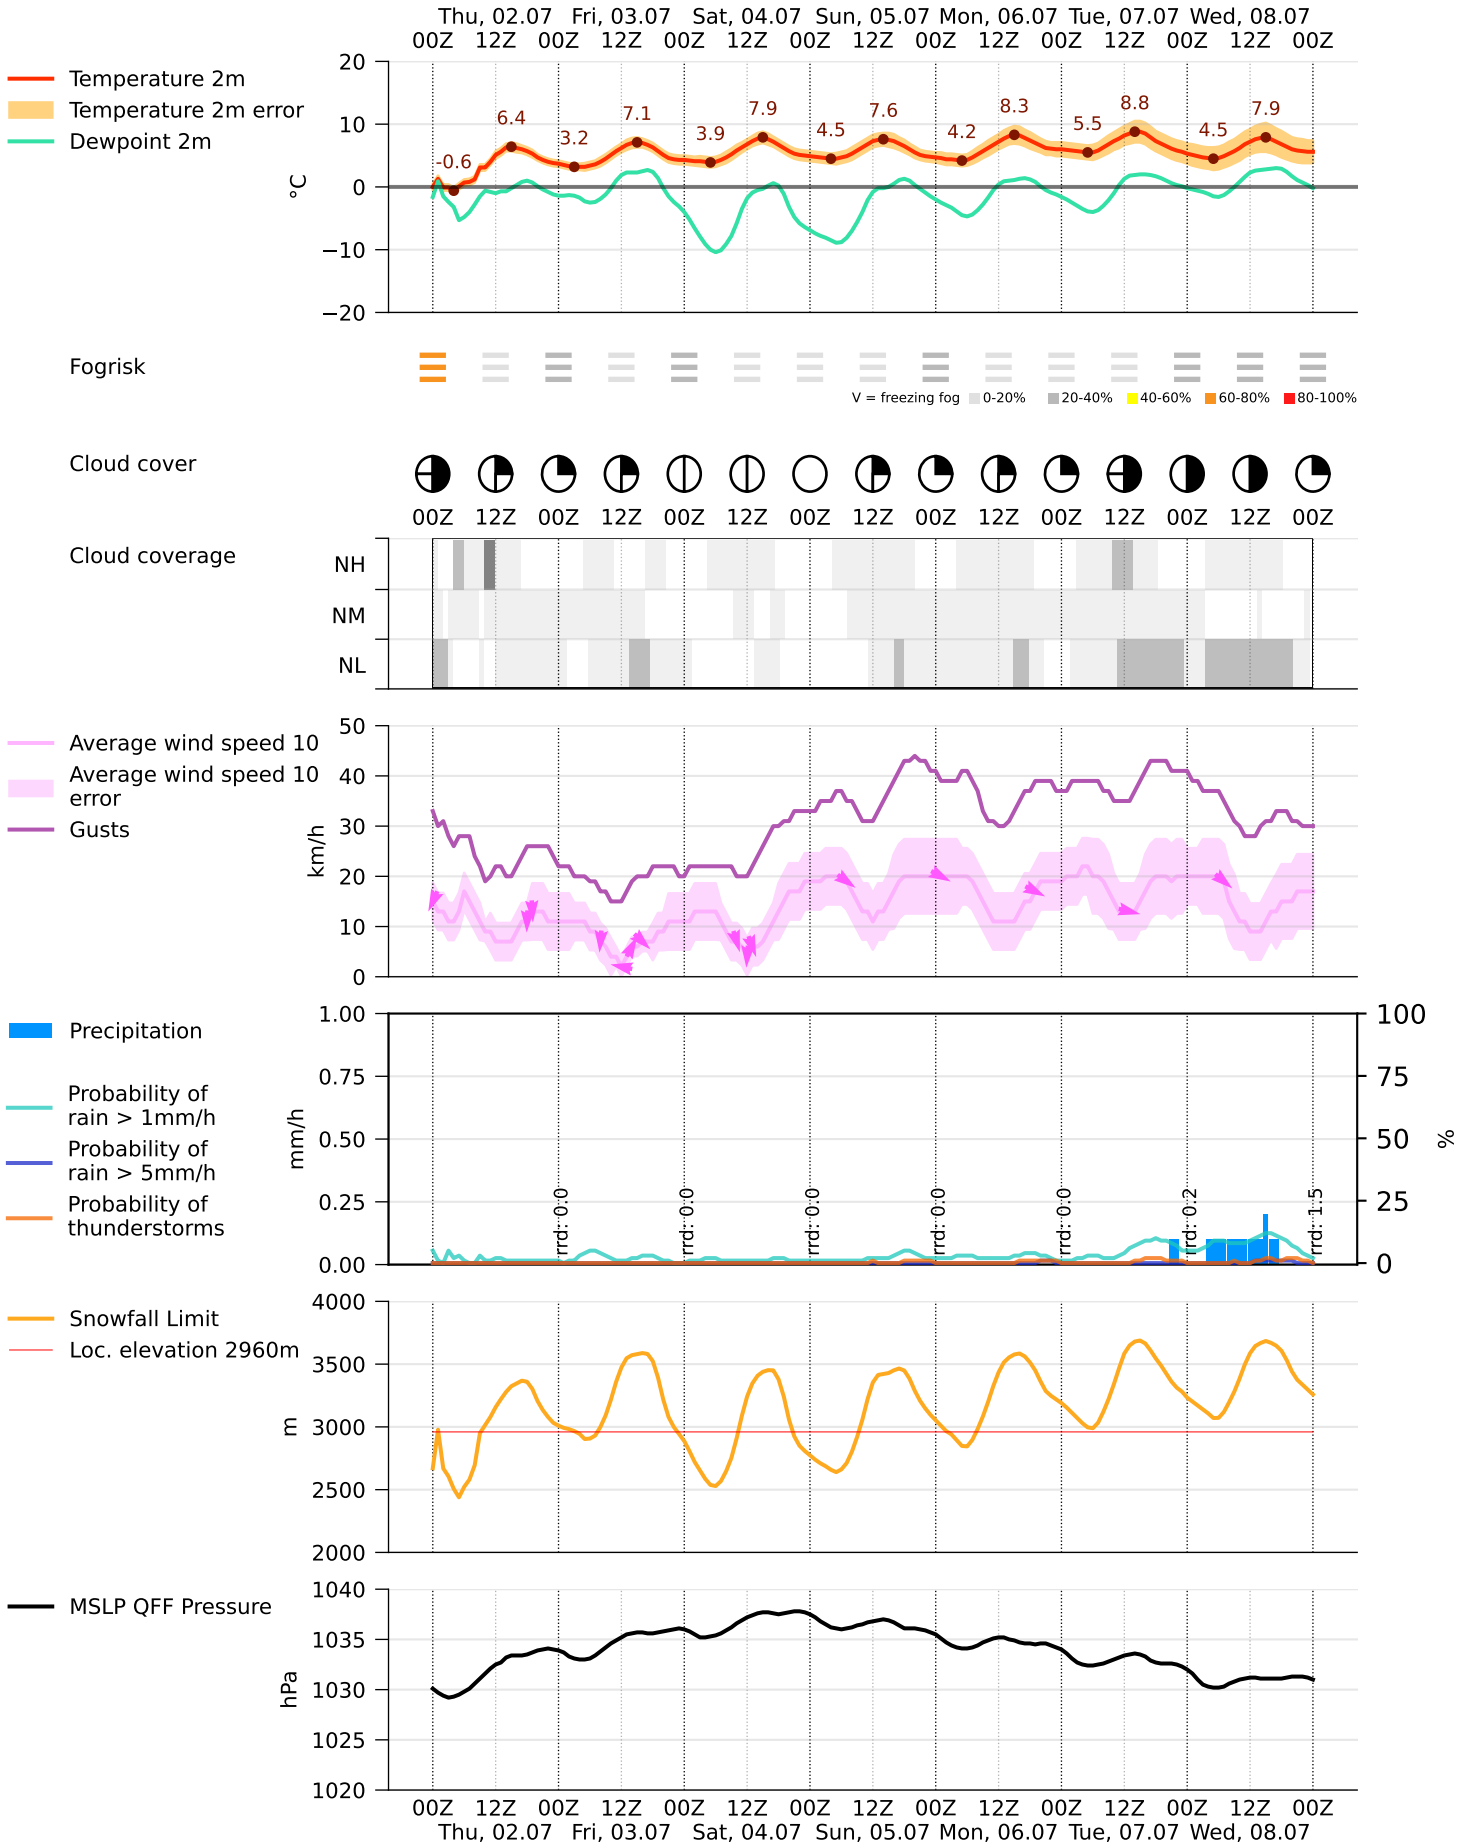 Thu, 02.07 Fri, 03.07 Sat, 04.07 Sun, 05.07 Mon, 06.07 Tue, 07.07 Wed, 08.07
00Z 12Z 00Z 12Z 00Z 12Z 00Z 12Z 00Z 12Z 00Z 12Z 00Z 12Z 00Z
Temperature 2m
Temperature 2m error
Dewpoint 2m
°C
20
10
0
−10
−20
-0.6 6.4 3.2 7.1 3.9 7.9 4.5 7.6 4.2 8.3 5.5 8.8 4.5 7.9
Fogrisk
V = freezing fog 0-20% 20-40% 40-60% 60-80% 80-100%
Cloud cover
00Z 12Z 00Z 12Z 00Z 12Z 00Z 12Z 00Z 12Z 00Z 12Z 00Z 12Z 00Z
Cloud coverage
NH
NM
NL
Average wind speed 10
Average wind speed 10
error
Gusts
km/h
50
40
30
20
10
0
Precipitation
Probability of
rain > 1mm/h
Probability of
rain > 5mm/h
Probability of
thunderstorms
mm/h
1.00
0.75
0.50
0.25
0.00
rrd: 0.0 rrd: 0.0 rrd: 0.0 rrd: 0.0 rrd: 0.0 rrd: 0.2 rrd: 1.5
100
75
50
25
0
%
Snowfall Limit
Loc. elevation 2960m
m
4000
3500
3000
2500
2000
MSLP QFF Pressure
hPa
1040
1035
1030
1025
1020
00Z 12Z 00Z 12Z 00Z 12Z 00Z 12Z 00Z 12Z 00Z 12Z 00Z 12Z 00Z
Thu, 02.07 Fri, 03.07 Sat, 04.07 Sun, 05.07 Mon, 06.07 Tue, 07.07 Wed, 08.07